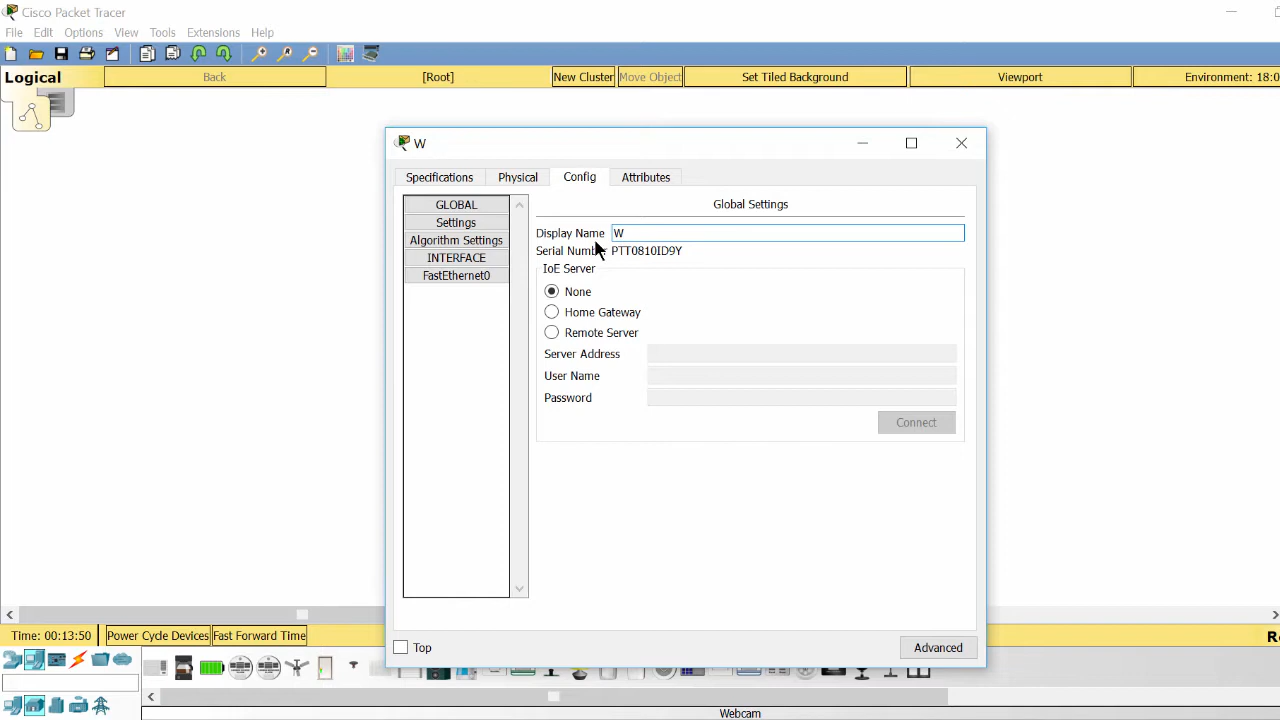 Cisco Packet Tracer
File Edit Options View Tools Extensions Help
Logical Back [Root] New Cluster Move Object Set Tiled Background Viewport Environment: 18:0
W
Specifications Physical Config Attributes
GLOBAL
Settings
Algorithm Settings
INTERFACE
FastEthernet0
Global Settings
Display Name W
Serial Number PTT0810ID9Y
IoE Server
None
Home Gateway
Remote Server
Server Address
User Name
Password
Connect
Top Advanced
Time: 00:13:50 Power Cycle Devices Fast Forward Time
Webcam